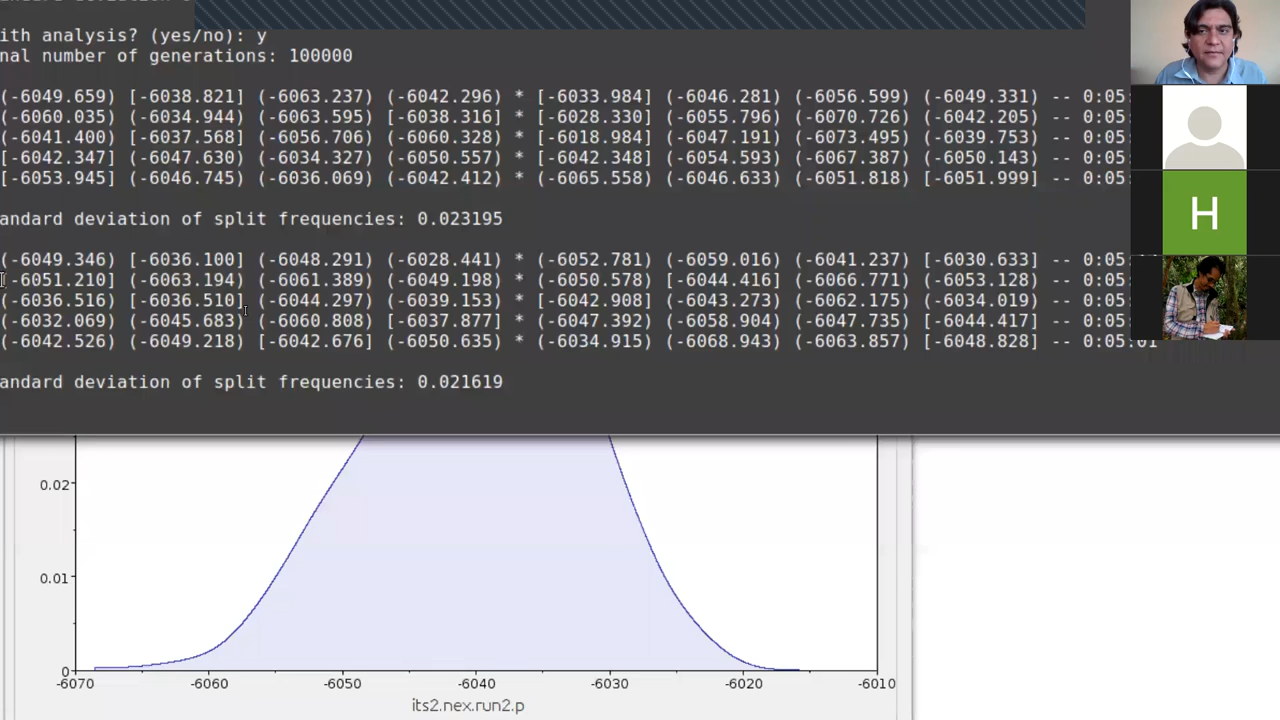 ith analysis? (yes/no): y
nal number of generations: 100000
(-6049.659) [-6038.821] (-6063.237) (-6042.296) * [-6033.984] (-6046.281) (-6056.599) (-6049.331) -- 0:05:
(-6060.035) (-6034.944) (-6063.595) [-6038.316] * [-6028.330] (-6055.796) (-6070.726) (-6042.205) -- 0:05:
(-6041.400) [-6037.568] (-6056.706) (-6060.328) * [-6018.984] (-6047.191) (-6073.495) (-6039.753) -- 0:05:
[-6042.347] (-6047.630) (-6034.327) (-6050.557) * [-6042.348] (-6054.593) (-6067.387) (-6050.143) -- 0:05:
[-6053.945] (-6046.745) (-6036.069) (-6042.412) * (-6065.558) (-6046.633) (-6051.818) [-6051.999] -- 0:05:
andard deviation of split frequencies: 0.023195
(-6049.346) [-6036.100] (-6048.291) (-6028.441) * (-6052.781) (-6059.016) (-6041.237) [-6030.633] -- 0:05:
[-6051.210] (-6063.194) (-6061.389) (-6049.198) * (-6050.578) [-6044.416] (-6066.771) (-6053.128) -- 0:05:
(-6036.516) [-6036.510] (-6044.297) (-6039.153) * [-6042.908] (-6043.273) (-6062.175) (-6034.019) -- 0:05:
(-6032.069) (-6045.683) (-6060.808) [-6037.877] * (-6047.392) (-6058.904) (-6047.735) [-6044.417] -- 0:05:
(-6042.526) (-6049.218) [-6042.676] (-6050.635) * (-6034.915) (-6068.943) (-6063.857) [-6048.828] -- 0:05:01
andard deviation of split frequencies: 0.021619
H
0.02
0.01
0
-6070 -6060 -6050 -6040 -6030 -6020 -6010
its2.nex.run2.p